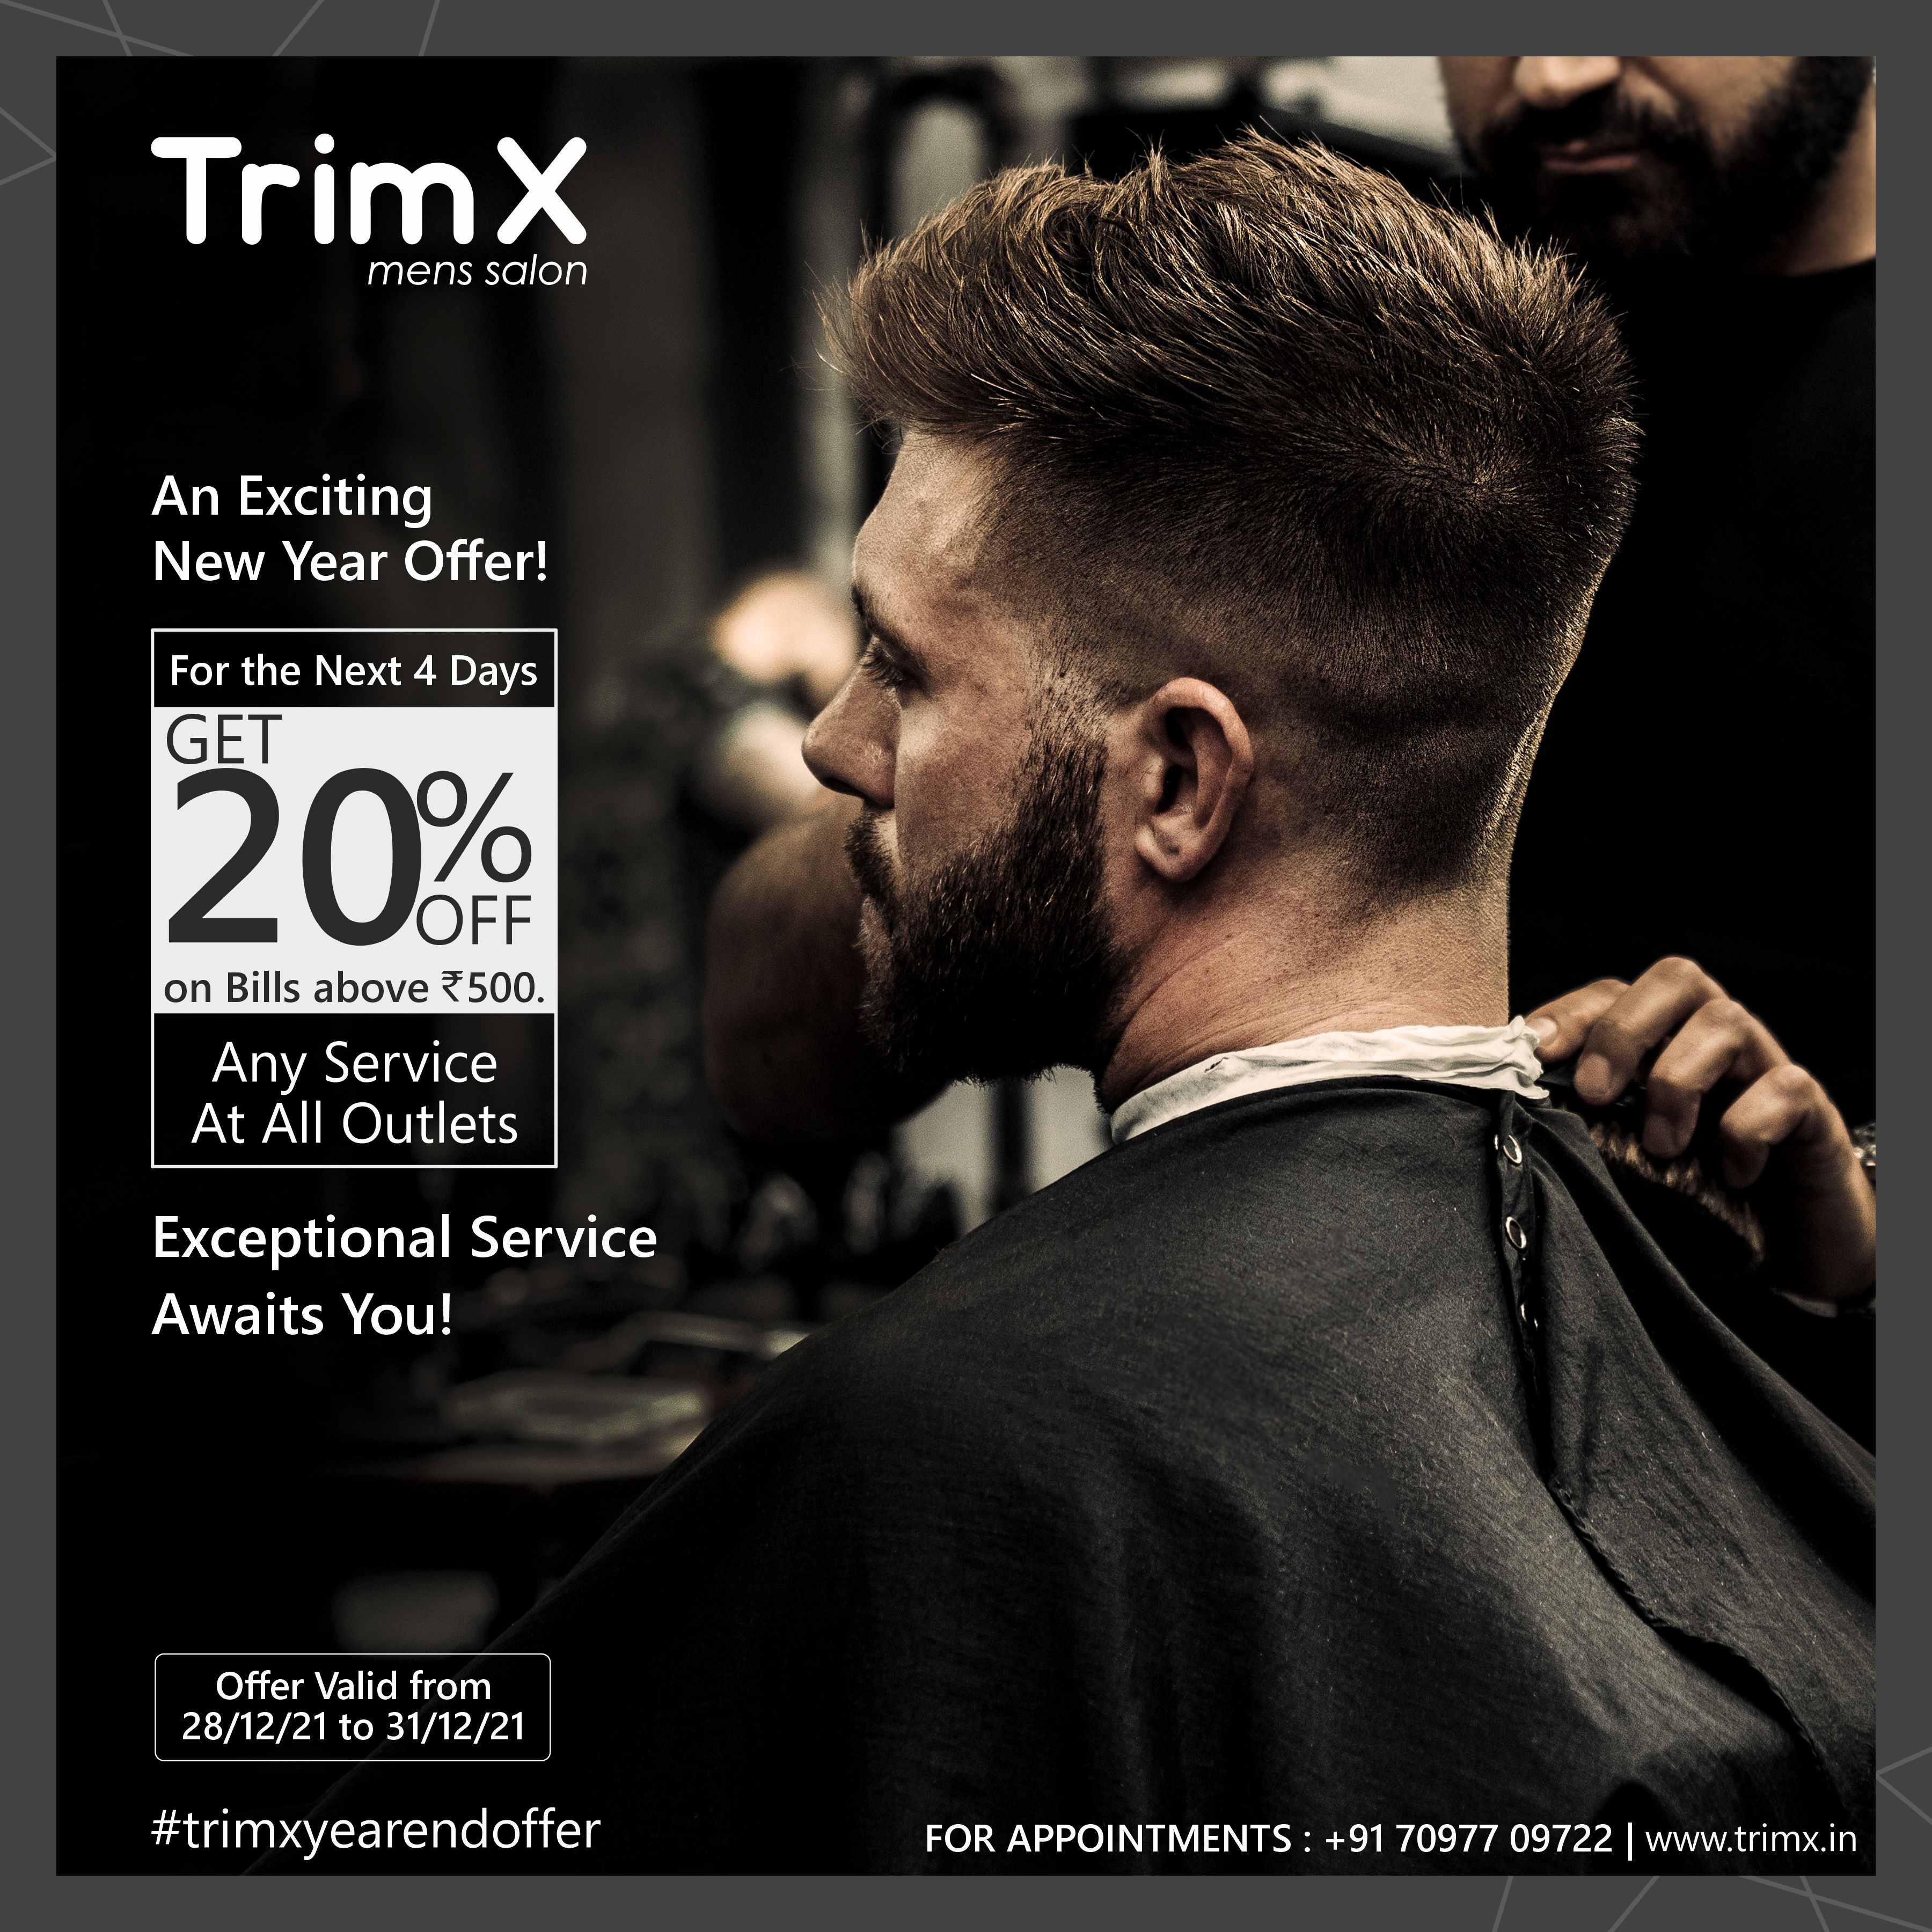 Trim X
mens salon
An Exciting
New Year Offer!
For the Next 4 Days
GET
20%
OFF
on Bills above ₹500.
Any Service
At All Outlets
Exceptional Service
Awaits You!
Offer Valid from
28/12/21 to 31/12/21
#trimxyearendoffer
FOR APPOINTMENTS : +91 70977 09722 | www.trimx.in